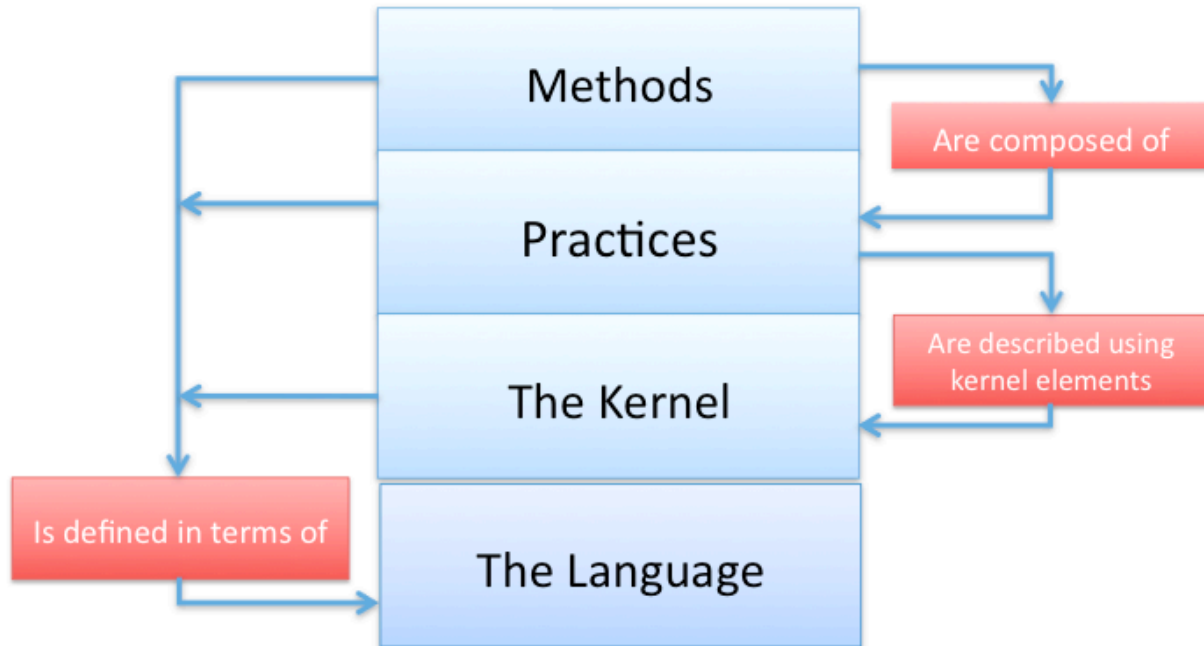 Methods
Are composed of
Practices
Are described using
kernel elements
The Kernel
Is defined in terms of
The Language